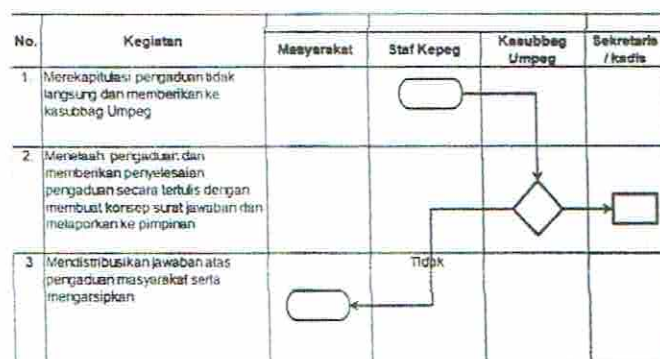 No.
Kegiatan
Masyarakat
Staf Kepeg
Kasubbag
Umpeg
Sekretaris
/ kadis
1. Merekapitulasi pengaduan tidak
langsung dan memberikan ke
kasubbag Umpeg
2. Menelaah pengaduan dan
memberikan penyelesaian
pengaduan secara tertulis dengan
membuat konsep surat jawaban dan
melaporkan ke pimpinan
Tidak
3 Mendistribusikan jawaban atas
pengaduan masyarakat serta
mengarsipkan